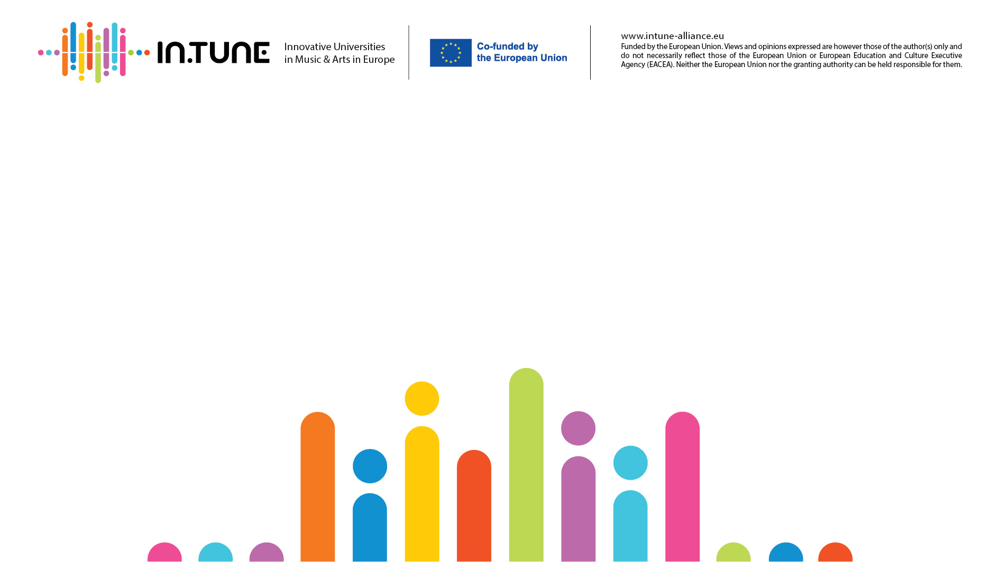 IN.TUNE
Innovative Universities
in Music & Arts in Europe
Co-funded by
the European Union
www.intune-alliance.eu
Funded by the European Union. Views and opinions expressed are however those of the author(s) only and
do not necessarily reflect those of the European Union or European Education and Culture Executive
Agency (EACEA). Neither the European Union nor the granting authority can be held responsible for them.